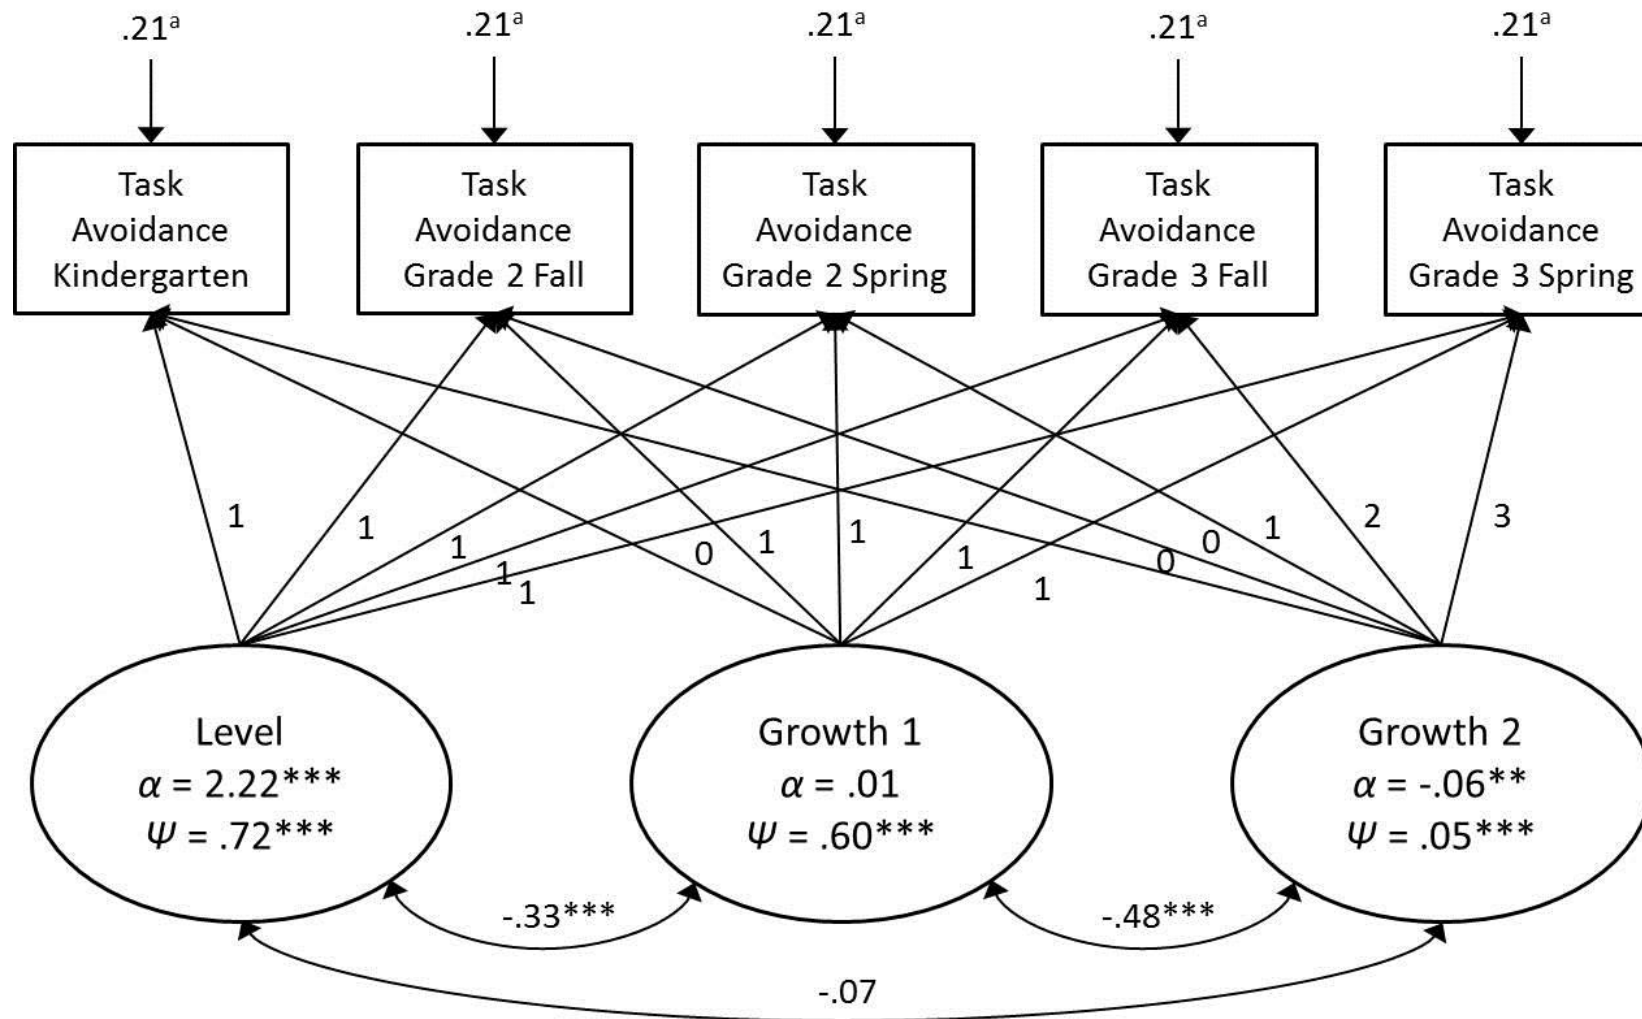 .21ª .21ª .21ª .21ª .21ª
Task
Avoidance
Kindergarten
Task
Avoidance
Grade 2 Fall
Task
Avoidance
Grade 2 Spring
Task
Avoidance
Grade 3 Fall
Task
Avoidance
Grade 3 Spring
1
1
1
1
1
0
1
1
1
1
0
0
1
2
3
Level
α = 2.22***
Ψ = .72***
Growth 1
α = .01
Ψ = .60***
Growth 2
α = -.06**
Ψ = .05***
-.33***
-.48***
-.07